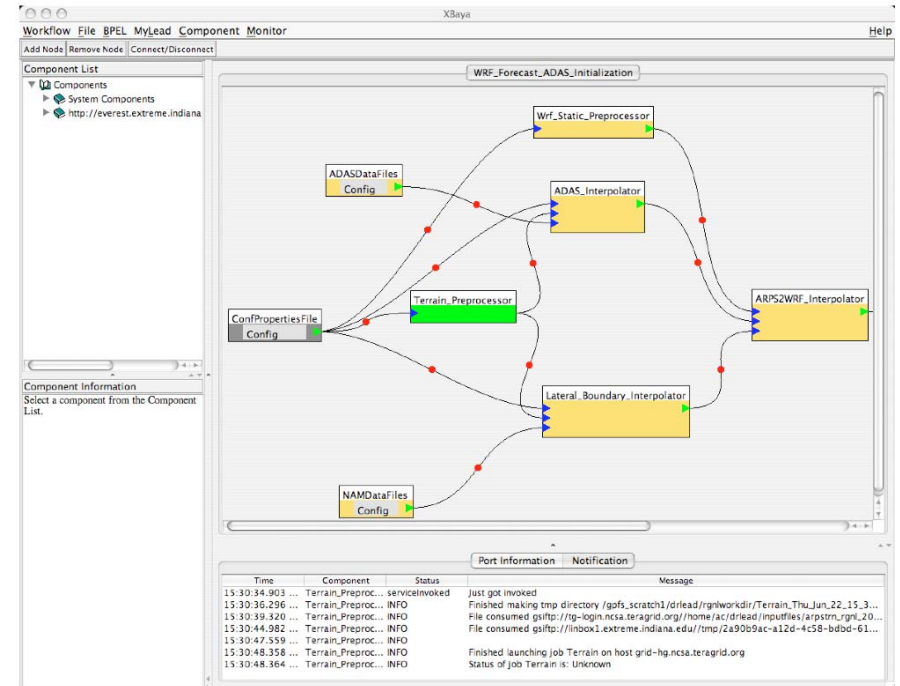 XBaya
Workflow File BPEL MyLead Component Monitor Help
Add Node Remove Node Connect/Disconnect
Component List
Components
System Components
http://everest.extreme.indiana
Component Information
Select a component from the Component
List.
WRF_Forecast_ADAS_Initialization
Wrf_Static_Preprocessor
ADASDataFiles
Config
ADAS_Interpolator
Terrain_Preprocessor
ARPS2WRF_Interpolator
ConfPropertiesFile
Config
Lateral_Boundary_Interpolator
NAMDataFiles
Config
Port Information Notification
Time Component Status Message
15:30:34.903 ... Terrain_Preproc... serviceInvoked Just got invoked
15:30:36.296 ... Terrain_Preproc... INFO Finished making tmp directory /gpfs_scratch1/drlead/rgnlworkdir/Terrain_Thu_Jun_22_15_3...
15:30:39.320 ... Terrain_Preproc... INFO File consumed gsiftp://tg-login.ncsa.teragrid.org//home/ac/drlead/inputfiles/arpstrn_rgnl_20...
15:30:44.982 ... Terrain_Preproc... INFO File consumed gsiftp://linbox1.extreme.indiana.edu//tmp/2a90b9ac-a12d-4c58-bdbd-61...
15:30:47.559 ... Terrain_Preproc... INFO
15:30:48.358 ... Terrain_Preproc... INFO Finished launching job Terrain on host grid-hg.ncsa.teragrid.org
15:30:48.364 ... Terrain_Preproc... INFO Status of job Terrain is: Unknown